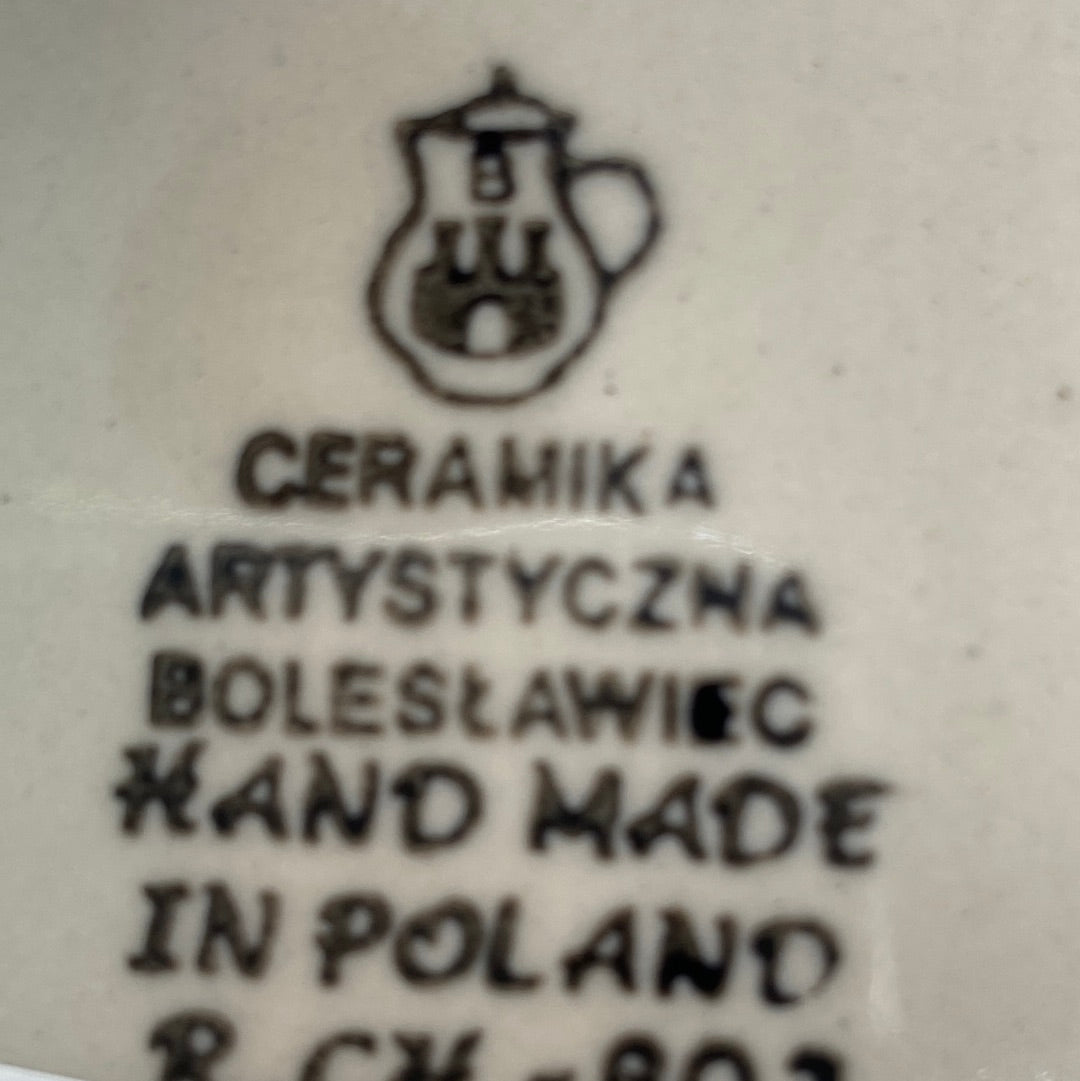 CERAMIKA
ARTYSTYCZNA
BOLESŁAWIEC
HAND MADE
IN POLAND